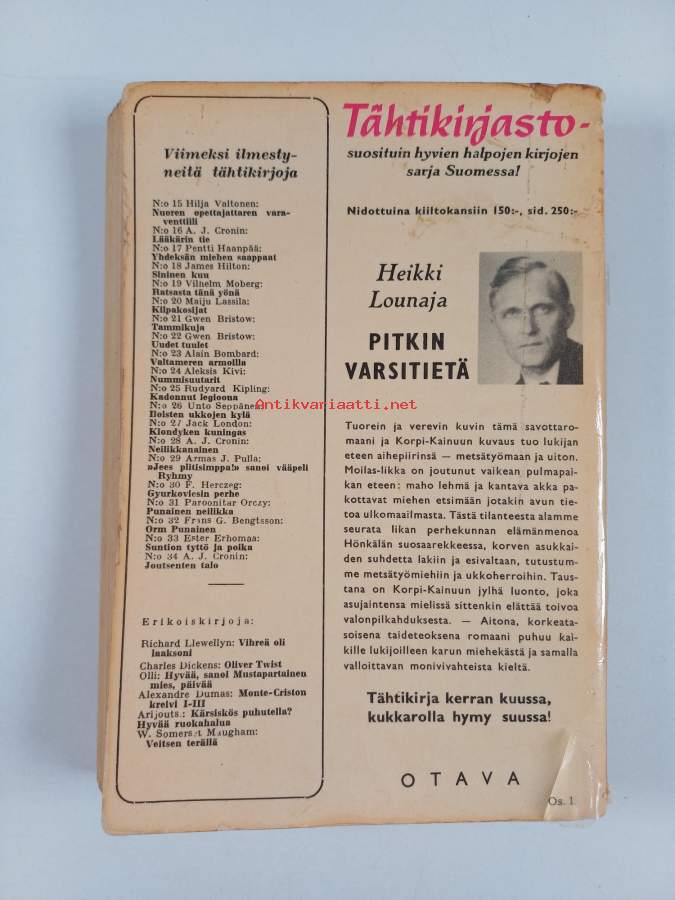 Viimeksi ilmesty-
neitä tähtikirjoja
N:o 15 Hilja Valtonen:
Nuoren opettajattaren vara-
venttiili
N:o 16 A. J. Cronin:
Lääkärin tie
N:o 17 Pentti Haanpää:
Yhdeksän miehen saappaat
N:o 18 James Hilton:
Sininen kuu
N:o 19 Vilhelm Moberg:
Ratsasta tänä yönä
N:o 20 Maiju Lassila:
Kilpakosijat
N:o 21 Gwen Bristow:
Tammikuja
N:o 22 Gwen Bristow:
Uudet tuulet
N:o 23 Alain Bombard:
Valtameren armoilla
N:o 24 Aleksis Kivi:
Nummisuutarit
N:o 25 Rudyard Kipling:
Kadonnut legioona
N:o 26 Unto Seppänen:
Iloisten ukkojen kylä
N:o 27 Jack London:
Klondyken kuningas
N:o 28 A. J. Cronin:
Neilikkanainen
N:o 29 Armas J. Pulla:
»Jees plitisimppa!» sanoi vääpeli
Ryhmy
N:o 30 F. Herczeg:
Gyurkovicsin perhe
N:o 31 Paroonitar Orczy:
Punainen neilikka
N:o 32 Frans G. Bengtsson:
Orm Punainen
N:o 33 Ester Erhomaa:
Suntion tyttö ja poika
N:o 34 A. J. Cronin:
Joutsenten talo
Erikoiskirjoja:
Richard Llewellyn: Vihreä oli
laaksoni
Charles Dickens: Oliver Twist
Olli: Hyvää, sanoi Mustapartainen
mies, päivää
Alexandre Dumas: Monte-Criston
kreivi I-III
Arijouts.: Kärsiskös puhutella?
Hyvää ruokahalua
W. Somerset Maugham:
Veitsen terällä
Tähtikirjasto-
suosituin hyvien halpojen kirjojen
sarja Suomessa!
Nidottuina kiiltokansiin 150:-, sid. 250:-
Heikki
Lounaja
PITKIN
VARSITIETÄ
Antikvariaatti.net
Tuorein ja verevin kuvin tämä savottaro-
maani ja Korpi-Kainuun kuvaus tuo lukijan
eteen aihepiirinsä — metsätyömaan ja uiton.
Moilas-Iikka on joutunut vaikean pulmapai-
kan eteen: maho lehmä ja kantava akka pa-
kottavat miehen etsimään jotakin avun tie-
toa ulkomaailmasta. Tästä tilanteesta alamme
seurata Iikan perhekunnan elämänmenoa
Hönkälän suosaarekkeessa, korven asukkai-
den suhdetta lakiin ja esivaltaan, tutustum-
me metsätyömiehiin ja ukkoherroihin. Taus-
tana on Korpi-Kainuun jylhä luonto, joka
asujaintensa mielissä sittenkin elättää toivoa
valonpilkahduksesta. — Aitona, korkeata-
soisena taideteoksena romaani puhuu kai-
kille lukijoilleen karun miehekästä ja samalla
valloittavan monivivahteista kieltä.
Tähtikirja kerran kuussa,
kukkarolla hymy suussa!
OTAVA
Os. 1.